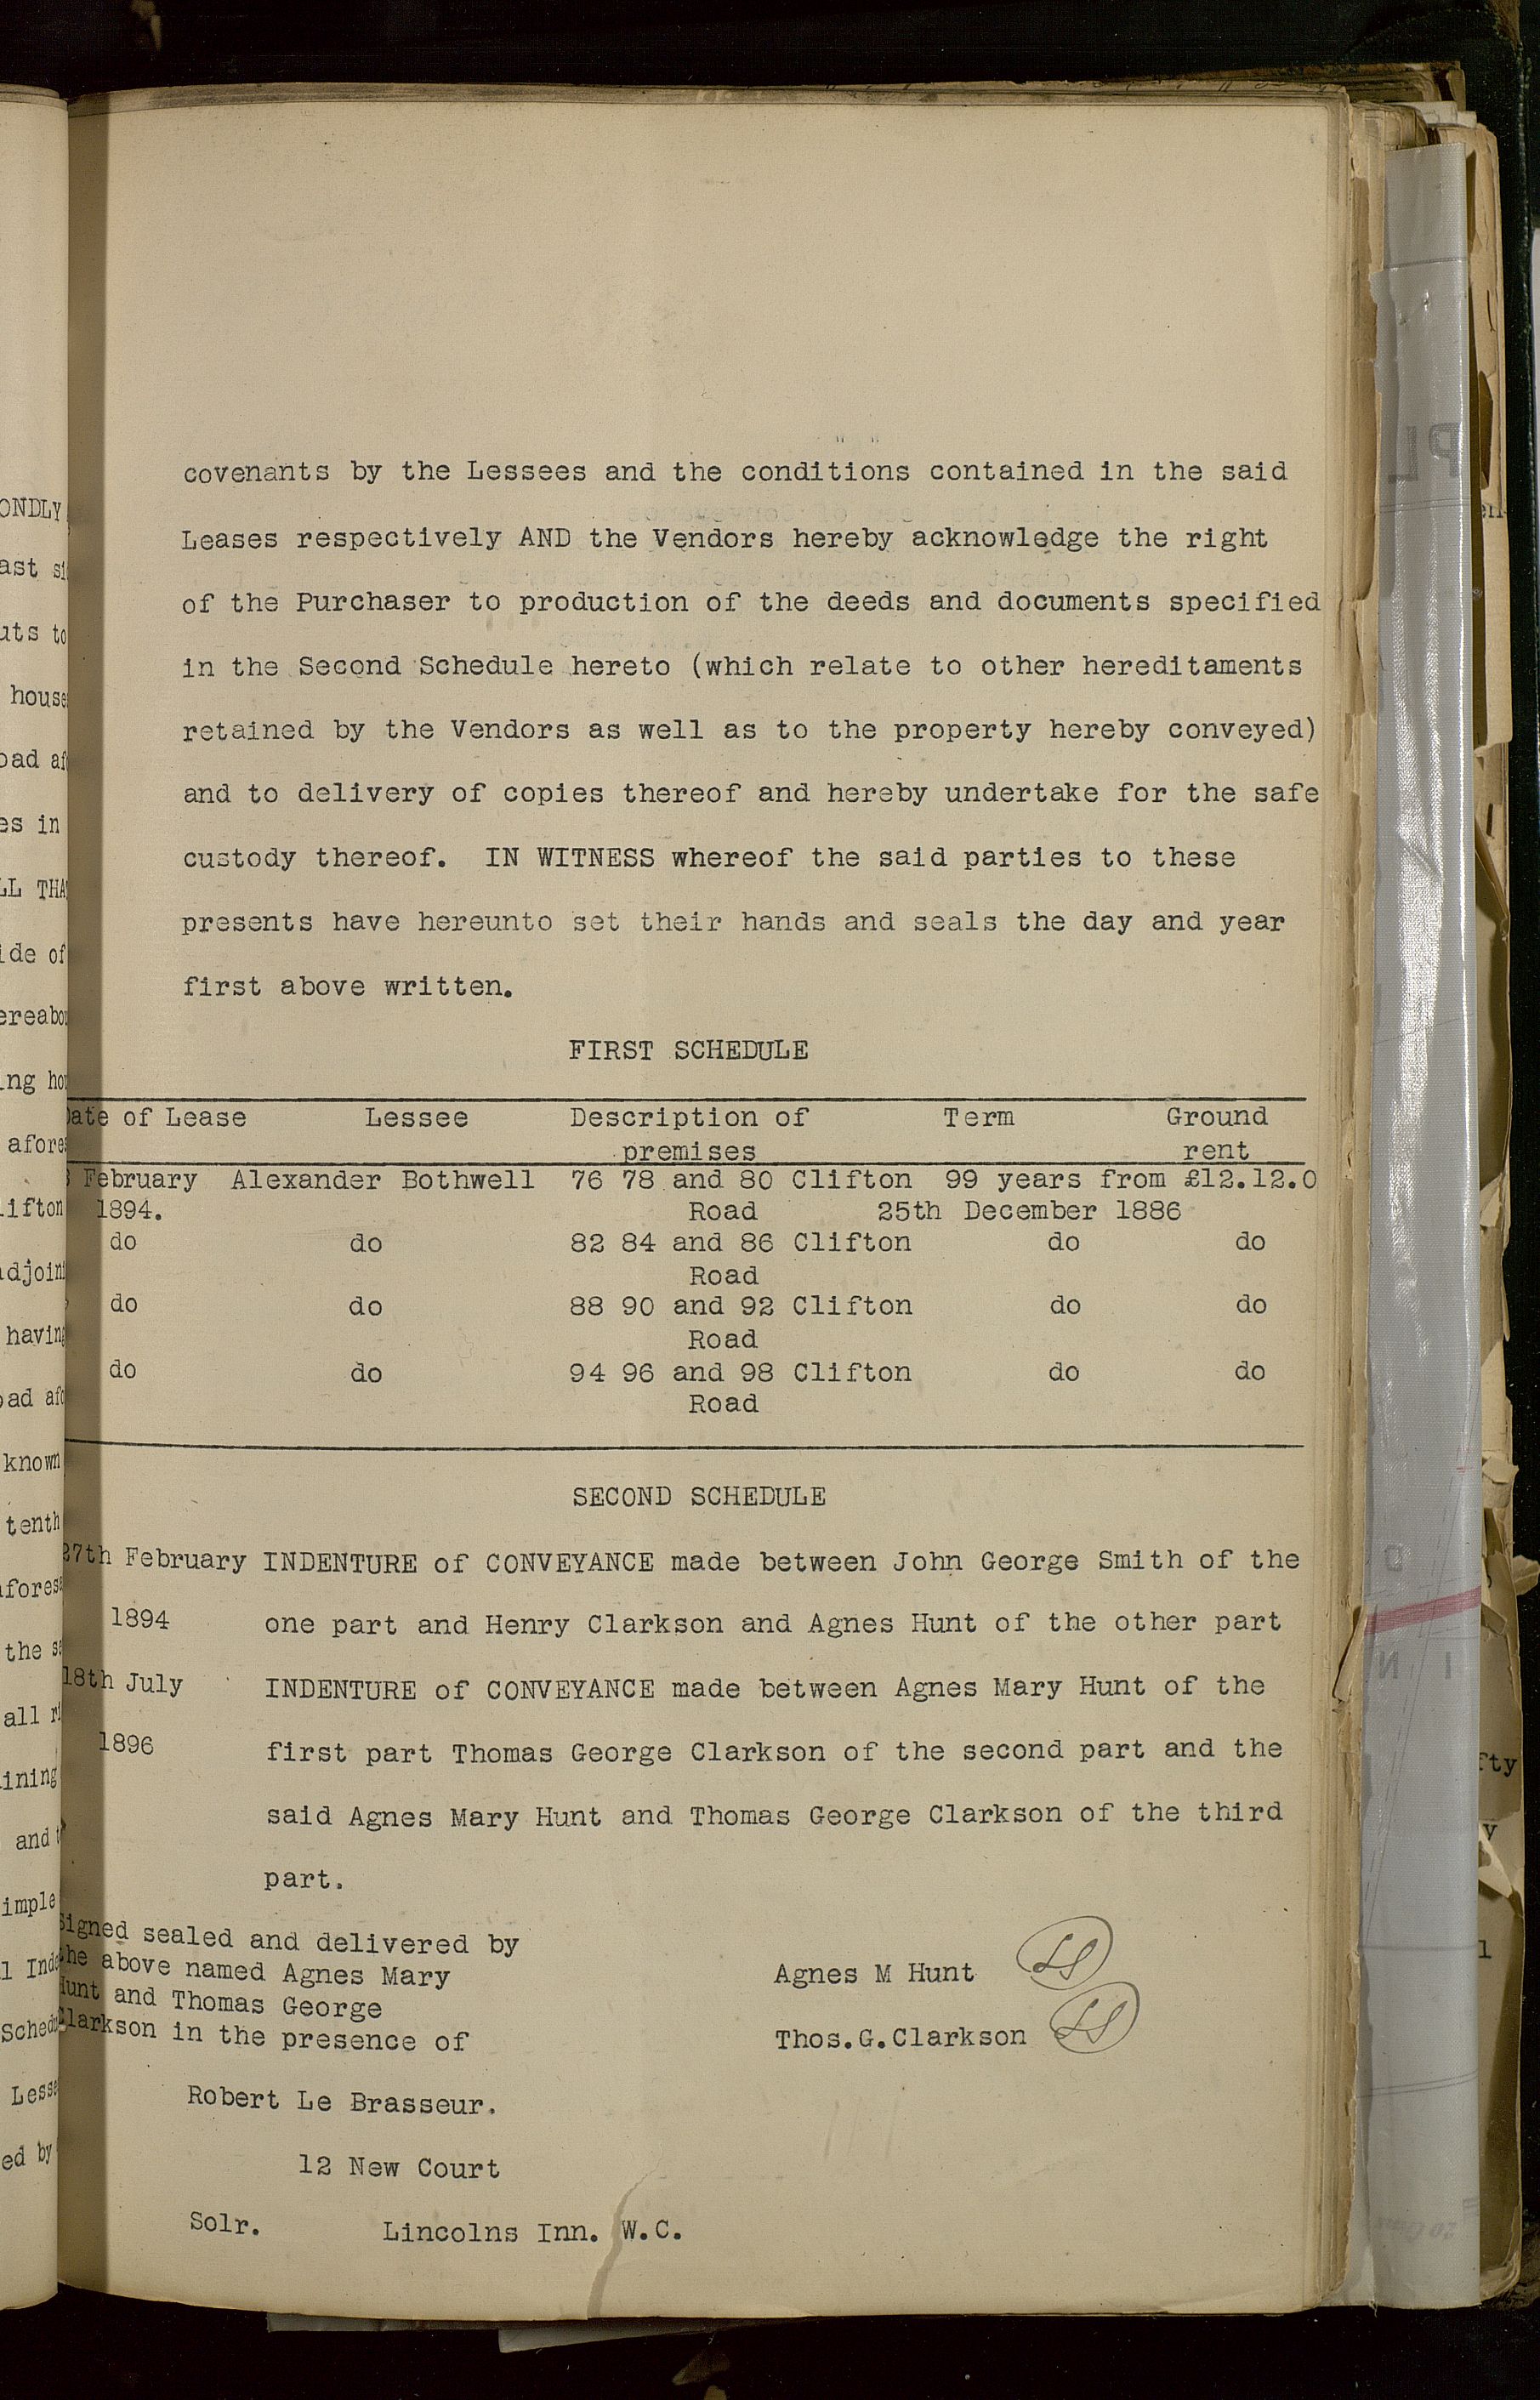 covenants by the Lessees and the conditions contained in the said
Leases respectively AND the Vendors hereby acknowledge the right
of the Purchaser to production of the deeds and documents specified
in the Second Schedule hereto (which relate to other hereditaments
retained by the Vendors as well as to the property hereby conveyed)
and to delivery of copies thereof and hereby undertake for the safe
custody thereof. IN WITNESS whereof the said parties to these
presents have hereunto set their hands and seals the day and year
first above written.
FIRST SCHEDULE
Date of Lease Lessee Description of Term Ground
premises rent
February Alexander Bothwell 76 78 and 80 Clifton 99 years from £12.12.0
1894. Road 25th December 1886
do do 82 84 and 86 Clifton do do
Road
do do 88 90 and 92 Clifton do do
Road
do do 94 96 and 98 Clifton do do
Road
SECOND SCHEDULE
27th February INDENTURE of CONVEYANCE made between John George Smith of the
1894 one part and Henry Clarkson and Agnes Hunt of the other part
18th July INDENTURE of CONVEYANCE made between Agnes Mary Hunt of the
1896 first part Thomas George Clarkson of the second part and the
said Agnes Mary Hunt and Thomas George Clarkson of the third
part.
Signed sealed and delivered by
the above named Agnes Mary
Hunt and Thomas George
Clarkson in the presence of
Agnes M Hunt LS
Thos.G.Clarkson LS
Robert Le Brasseur.
12 New Court
Solr. Lincolns Inn. W.C.